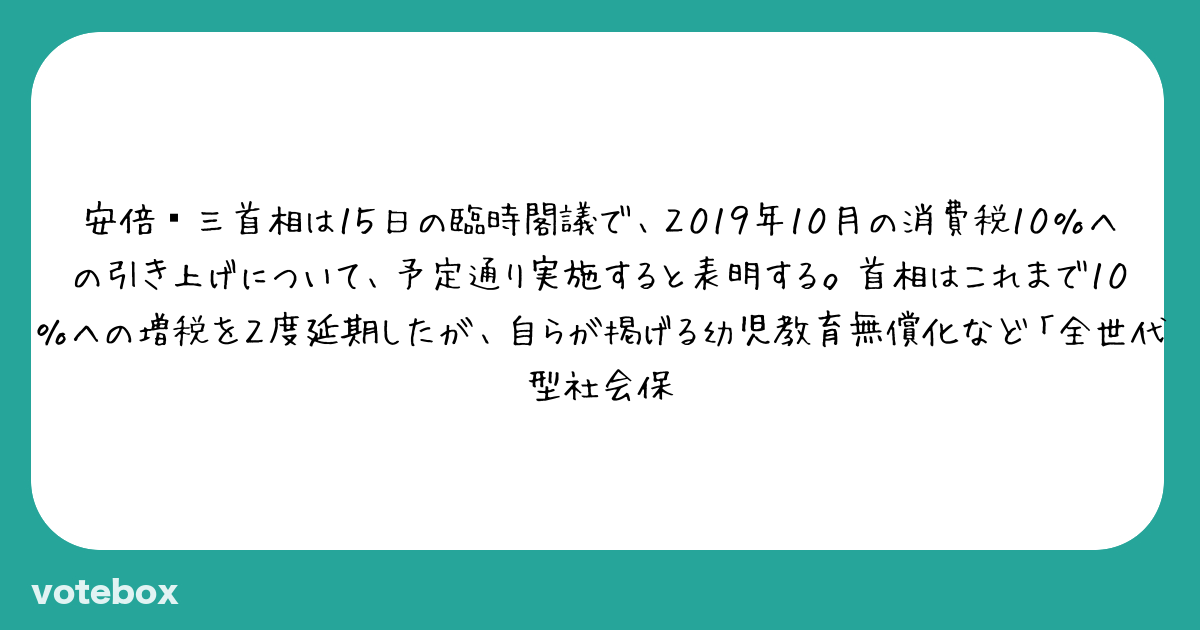 安倍三首相は15日の臨時閣議で、2019年10月の消費税10%へ
の引き上げについて、予定通り実施すると表明する。首相はこれまで10
%への増税を2度延期したが、自らが掲げる幼児教育無償化など「全世代
型社会保
votebox